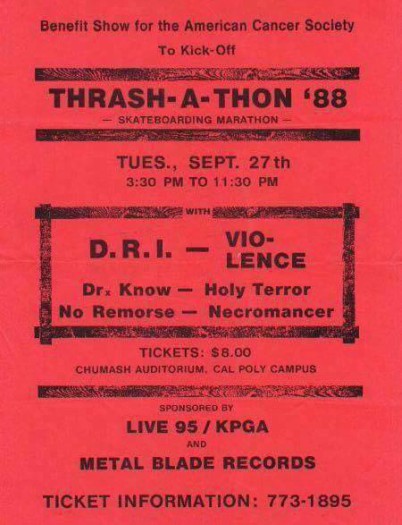 Benefit Show for the American Cancer Society
To Kick-Off
THRASH-A-THON ‘88
— SKATEBOARDING MARATHON —
TUES., SEPT. 27th
3:30 PM TO 11:30 PM
WITH
D.R.I. — VIO-
LENCE
Drx Know — Holy Terror
No Remorse — Necromancer
TICKETS: $8.00
CHUMASH AUDITORIUM, CAL POLY CAMPUS
SPONSORED BY
LIVE 95 / KPGA
AND
METAL BLADE RECORDS
TICKET INFORMATION: 773-1895